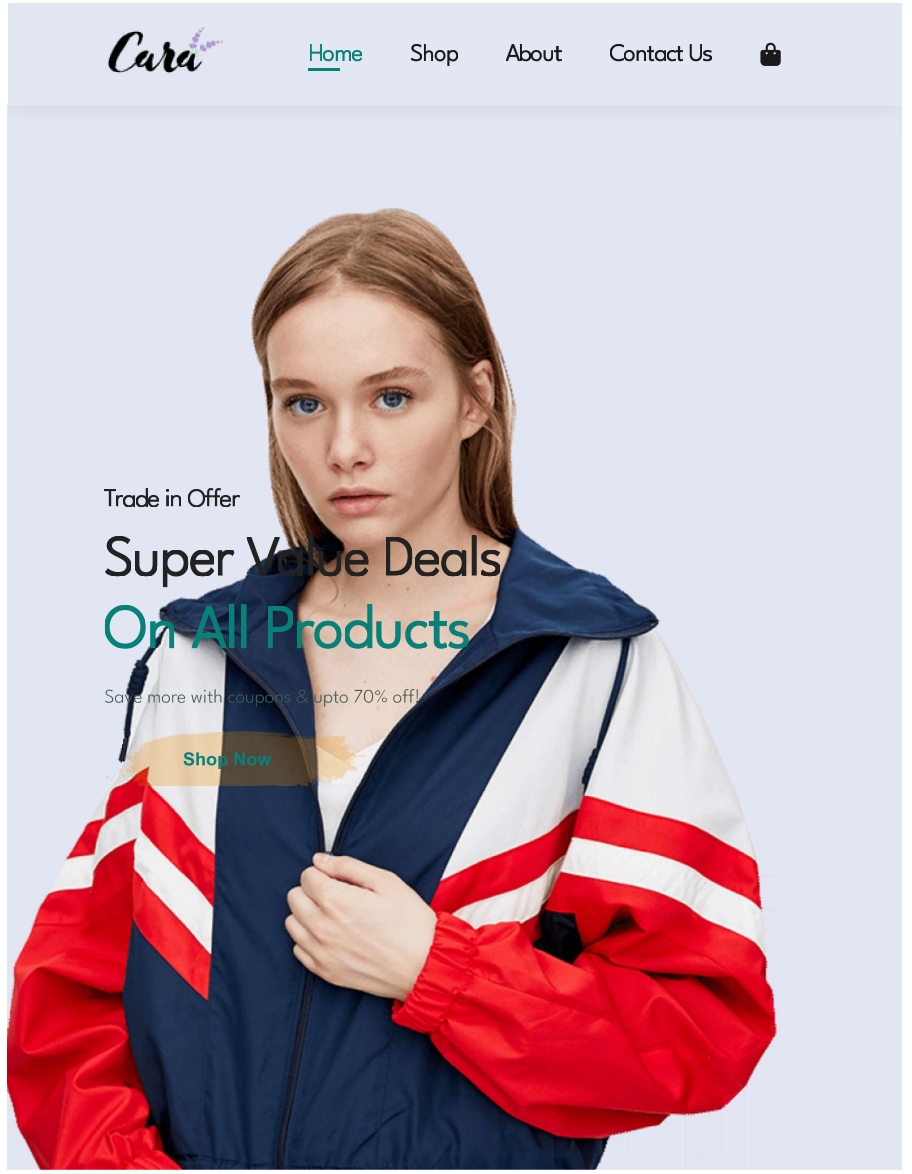 Cara
Home Shop About Contact Us
Trade in Offer
Super Value Deals
On All Products
Save more with coupons & upto 70% off!
Shop Now